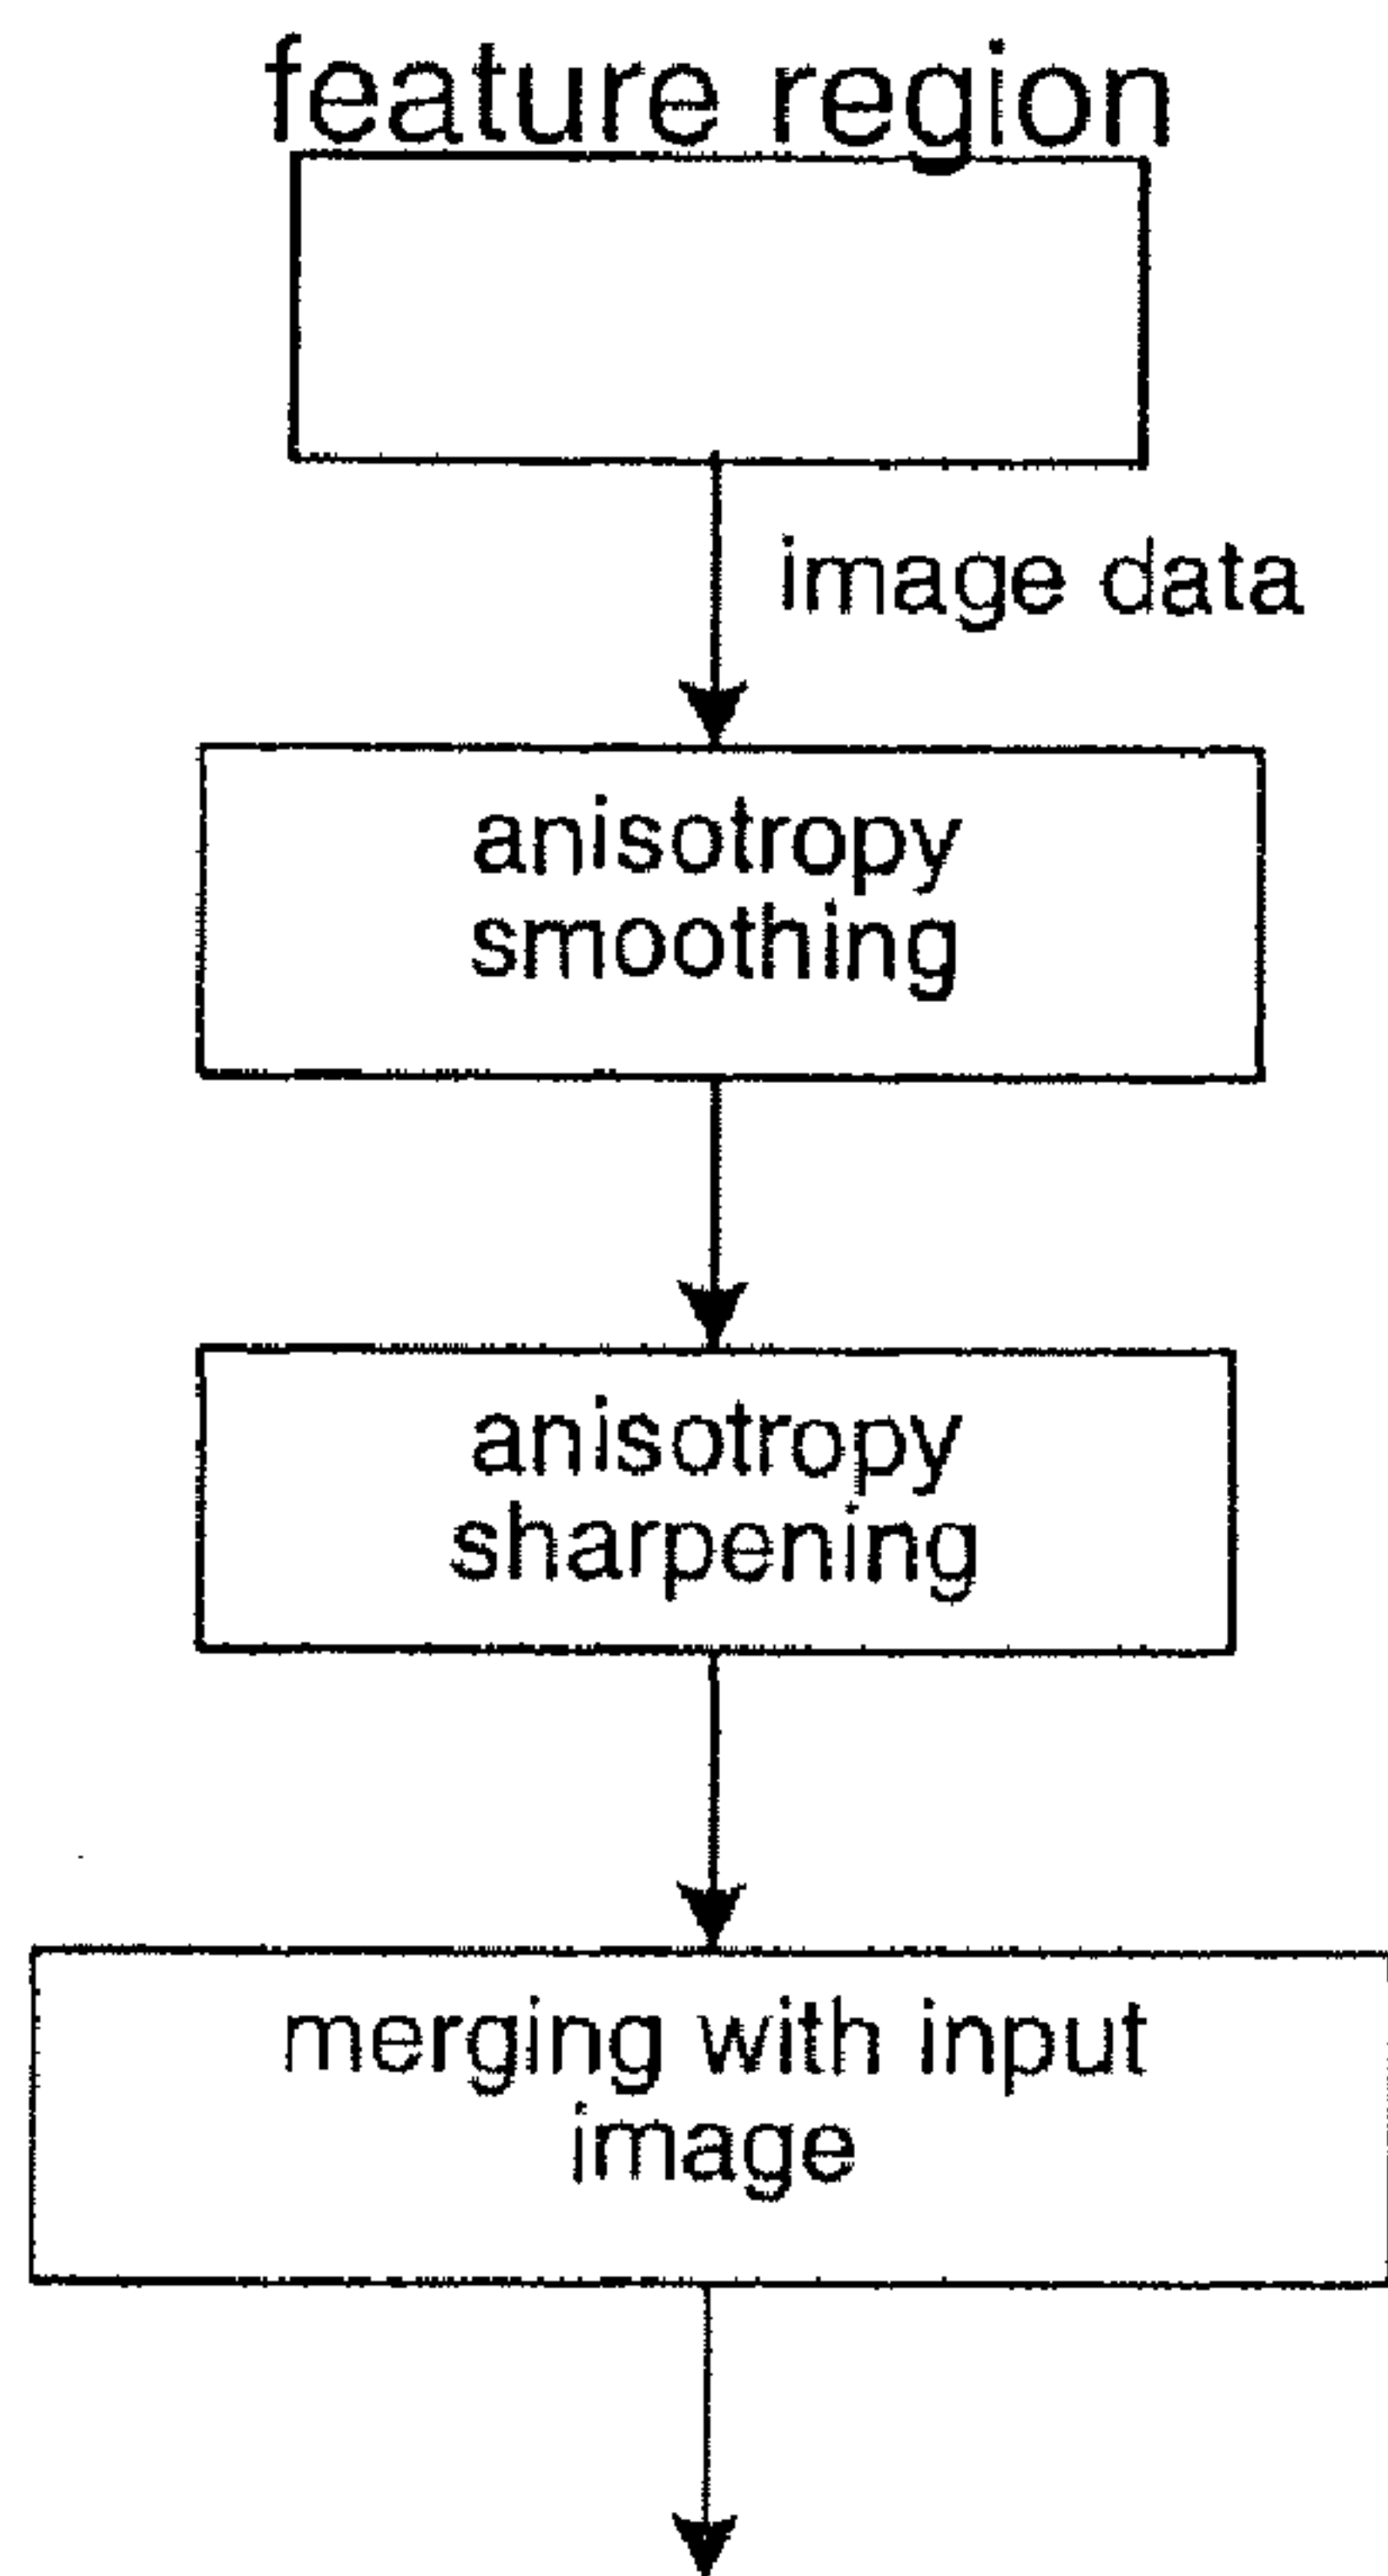 feature region
image data
anisotropy
smoothing
anisotropy
sharpening
merging with input
image